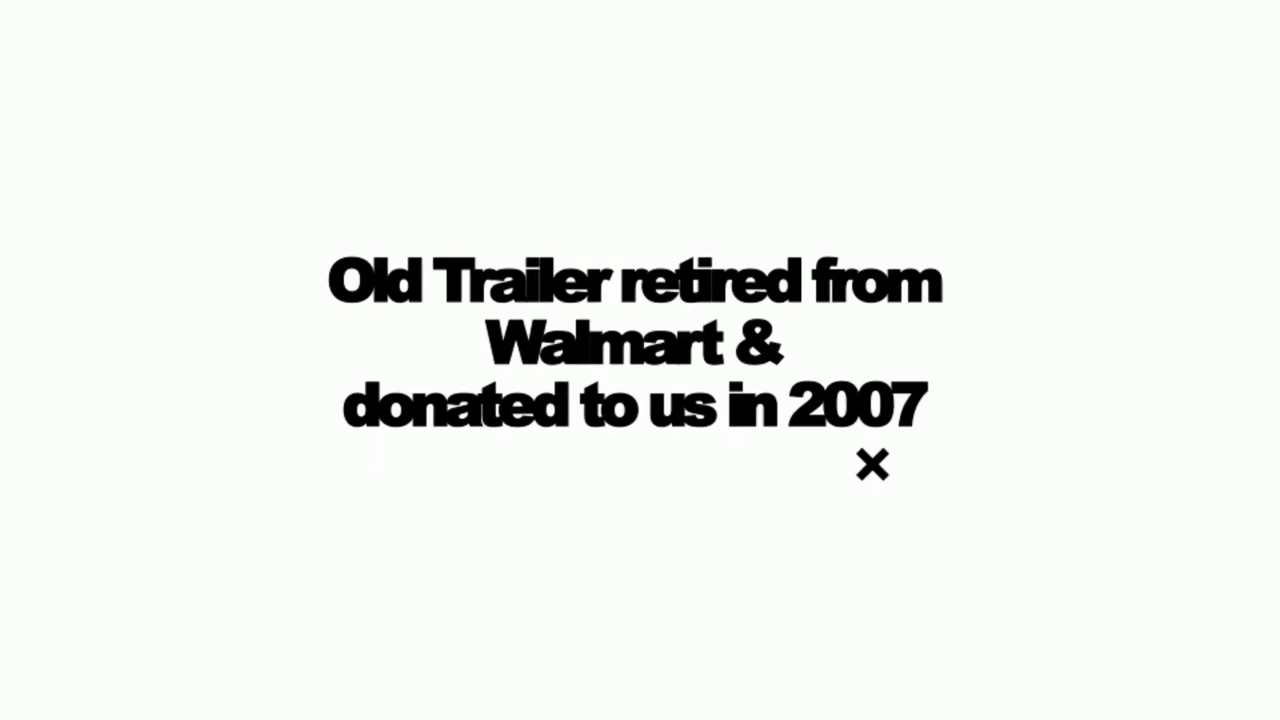 Old Trailer retired from
Walmart &
donated to us in 2007
×